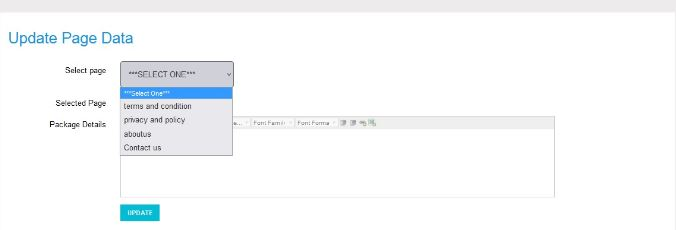 Update Page Data
Select page
***SELECT ONE***
***Select One***
terms and condition
privacy and policy
aboutus
Contact us
Selected Page
Package Details
e... Font Famil Font Forma
UPDATE